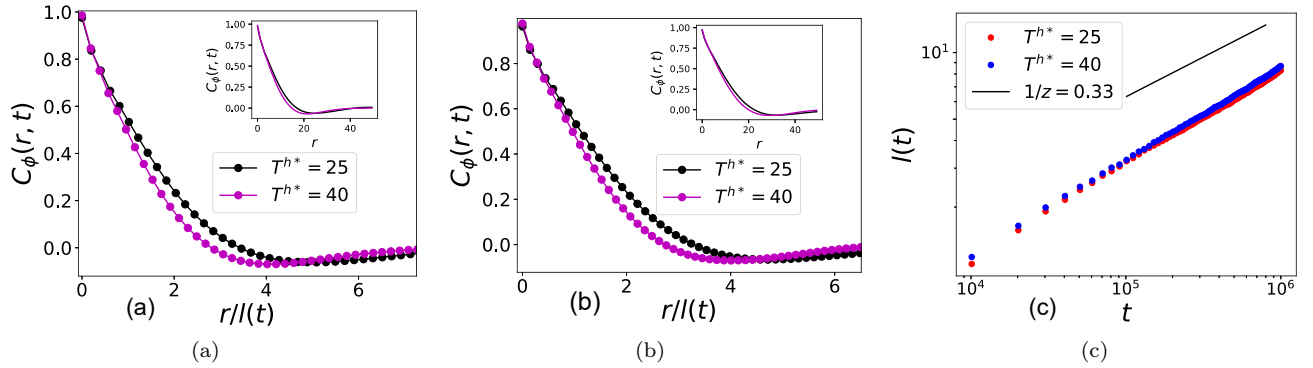 1.0
0.8
0.6
0.4
0.2
0.0
C_ϕ(r, t)
1.00
0.75
0.50
0.25
0.00
C_ϕ(r, t)
0 20 40
r
T^{h*} = 25
T^{h*} = 40
0 2 4 6
(a) r/l(t)
(a)
0.8
0.6
0.4
0.2
0.0
C_ϕ(r, t)
1.00
0.75
0.50
0.25
0.00
C_ϕ(r, t)
0 20 40
r
T^{h*} = 25
T^{h*} = 40
0 2 4 6
(b) r/l(t)
(b)
10^1
l(t)
T^{h*} = 25
T^{h*} = 40
1/z = 0.33
10^4 10^5 10^6
(c) t
(c)